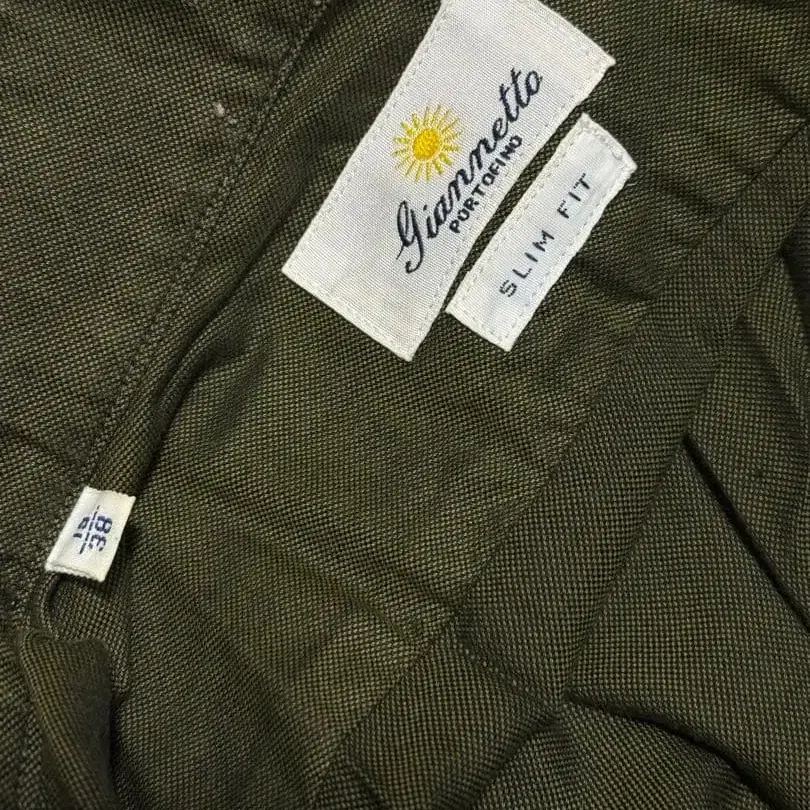 Giannetto
PORTOFINO
SLIM FIT
38
15